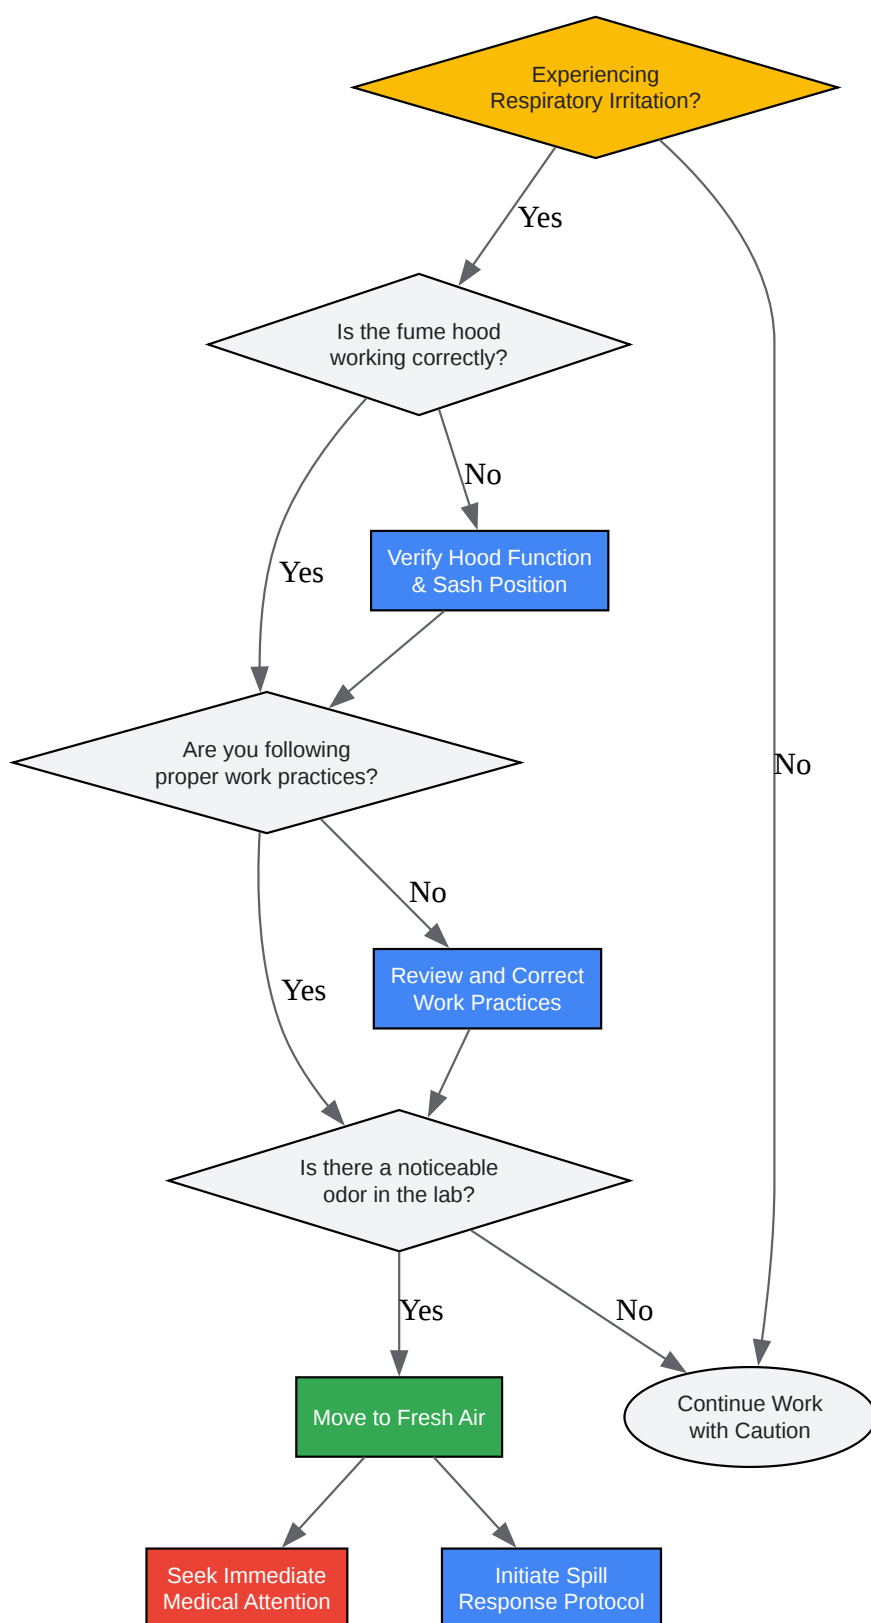 Experiencing
Respiratory Irritation?
Yes
Is the fume hood
working correctly?
No
Verify Hood Function
& Sash Position
Yes
Are you following
proper work practices?
No
No
Review and Correct
Work Practices
Yes
Is there a noticeable
odor in the lab?
Yes
No
Move to Fresh Air
Continue Work
with Caution
Seek Immediate
Medical Attention
Initiate Spill
Response Protocol